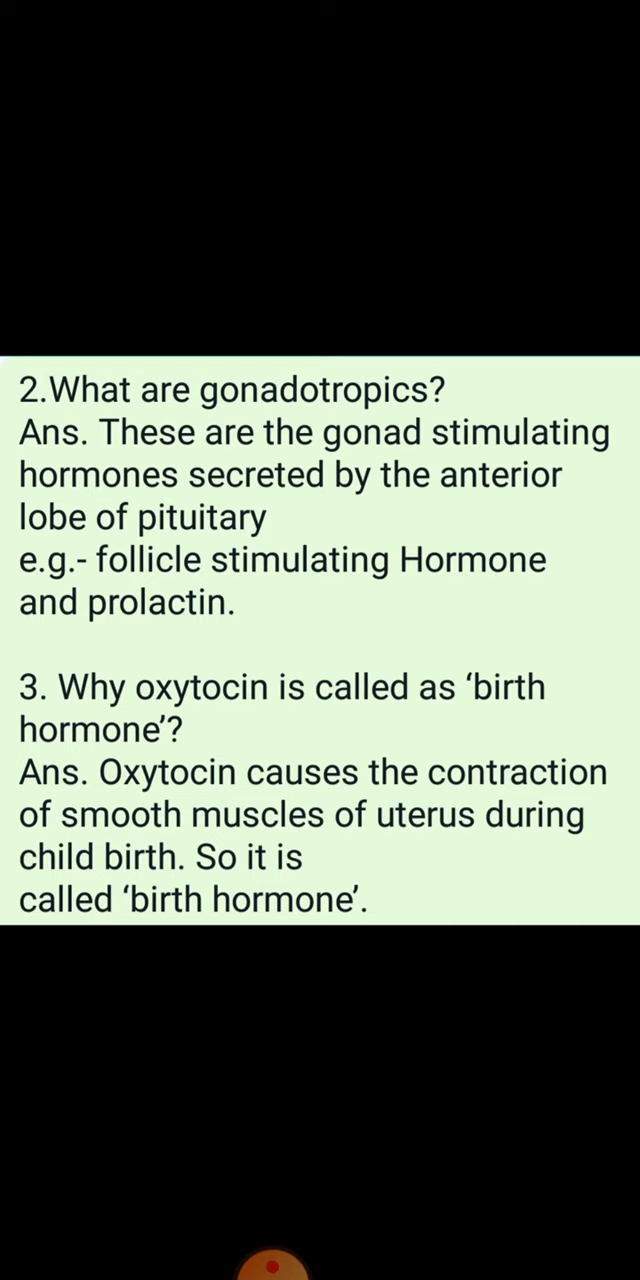 2.What are gonadotropics?
Ans. These are the gonad stimulating
hormones secreted by the anterior
lobe of pituitary
e.g.- follicle stimulating Hormone
and prolactin.
3. Why oxytocin is called as ‘birth
hormone’?
Ans. Oxytocin causes the contraction
of smooth muscles of uterus during
child birth. So it is
called ‘birth hormone’.